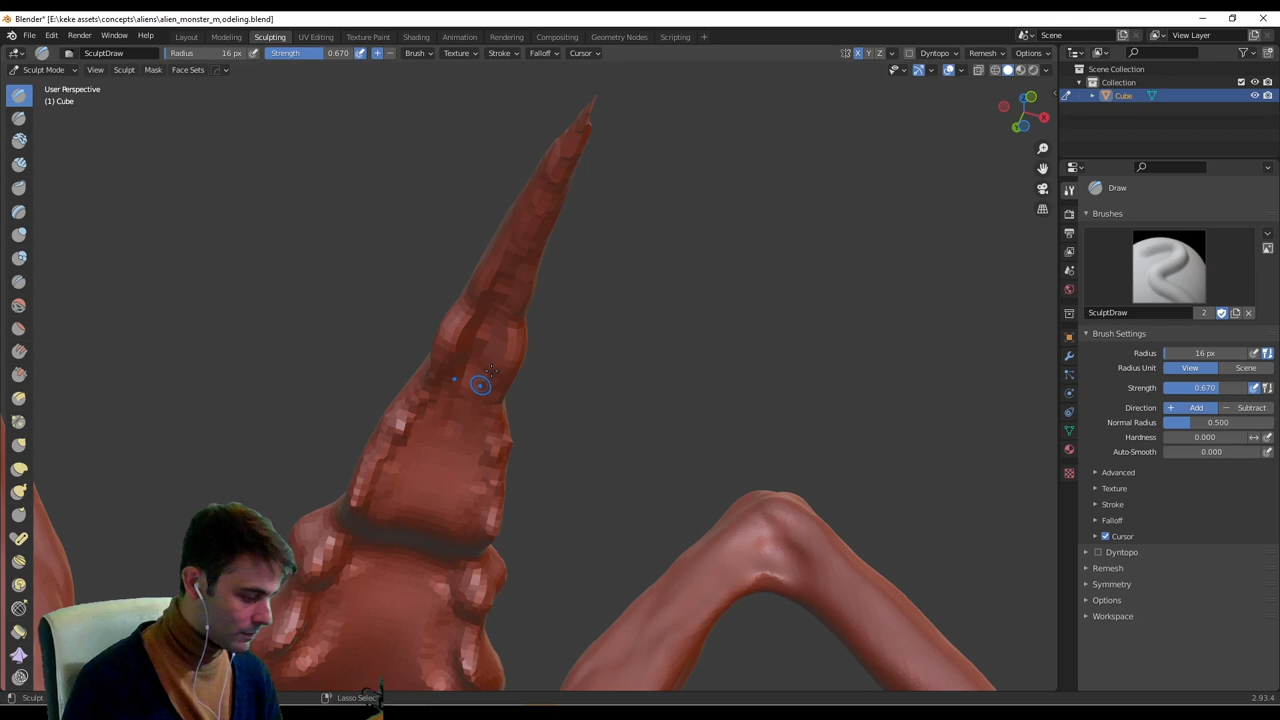 Blender* [E:\keke assets\concepts\aliens\alien_monster_m,odeling.blend]
File Edit Render Window Help Layout Modeling Sculpting UV Editing Texture Paint Shading Animation Rendering Compositing Geometry Nodes Scripting Scene View Layer
SculptDraw Radius 16 px Strength 0.670 Brush Texture Stroke Falloff Cursor X Y Z Dyntopo Remesh Options
Sculpt Mode View Sculpt Mask Face Sets
User Perspective
(1) Cube
Scene Collection
Collection
Cube
Draw
Brushes
SculptDraw 2
Brush Settings
Radius 16 px
Radius Unit View Scene
Strength 0.670
Direction Add Subtract
Normal Radius 0.500
Hardness 0.000
Auto-Smooth 0.000
Advanced
Texture
Stroke
Falloff
Cursor
Dyntopo
Remesh
Symmetry
Options
Workspace
Sculpt Lasso Select 2.93.4